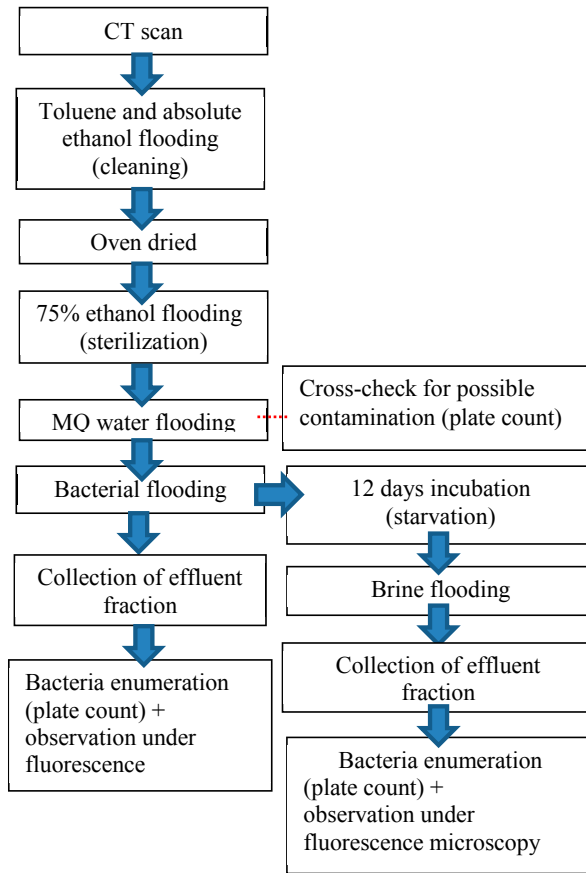 CT scan
Toluene and absolute
ethanol flooding
(cleaning)
Oven dried
75% ethanol flooding
(sterilization)
MQ water flooding
Cross-check for possible
contamination (plate count)
Bacterial flooding
12 days incubation
(starvation)
Collection of effluent
fraction
Brine flooding
Bacteria enumeration
(plate count) +
observation under
fluorescence
Collection of effluent
fraction
Bacteria enumeration
(plate count) +
observation under
fluorescence microscopy